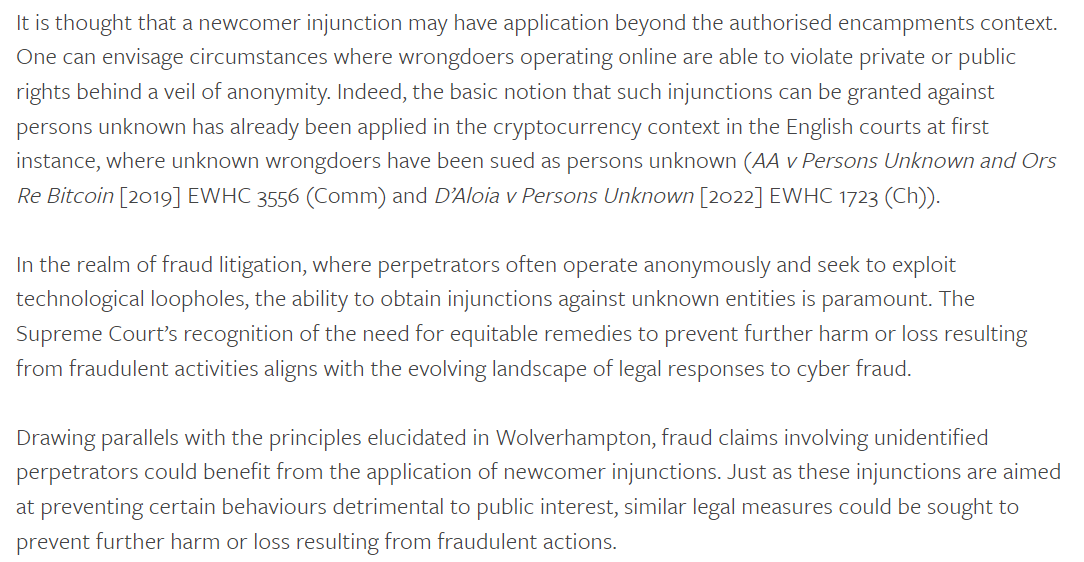 It is thought that a newcomer injunction may have application beyond the authorised encampments context.
One can envisage circumstances where wrongdoers operating online are able to violate private or public
rights behind a veil of anonymity. Indeed, the basic notion that such injunctions can be granted against
persons unknown has already been applied in the cryptocurrency context in the English courts at first
instance, where unknown wrongdoers have been sued as persons unknown (AA v Persons Unknown and Ors
Re Bitcoin [2019] EWHC 3556 (Comm) and D’Aloia v Persons Unknown [2022] EWHC 1723 (Ch)).

In the realm of fraud litigation, where perpetrators often operate anonymously and seek to exploit
technological loopholes, the ability to obtain injunctions against unknown entities is paramount. The
Supreme Court’s recognition of the need for equitable remedies to prevent further harm or loss resulting
from fraudulent activities aligns with the evolving landscape of legal responses to cyber fraud.

Drawing parallels with the principles elucidated in Wolverhampton, fraud claims involving unidentified
perpetrators could benefit from the application of newcomer injunctions. Just as these injunctions are aimed
at preventing certain behaviours detrimental to public interest, similar legal measures could be sought to
prevent further harm or loss resulting from fraudulent actions.